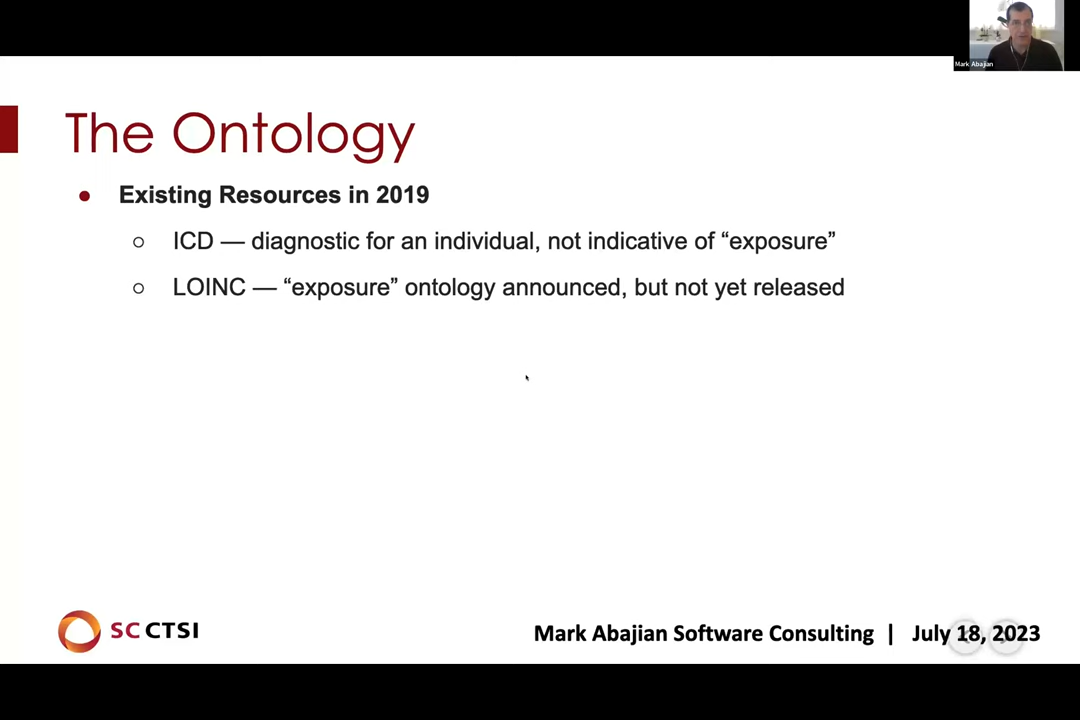 Mark Abajian
The Ontology
● Existing Resources in 2019
○ ICD — diagnostic for an individual, not indicative of “exposure”
○ LOINC — “exposure” ontology announced, but not yet released
SC CTSI
Mark Abajian Software Consulting | July 18, 2023